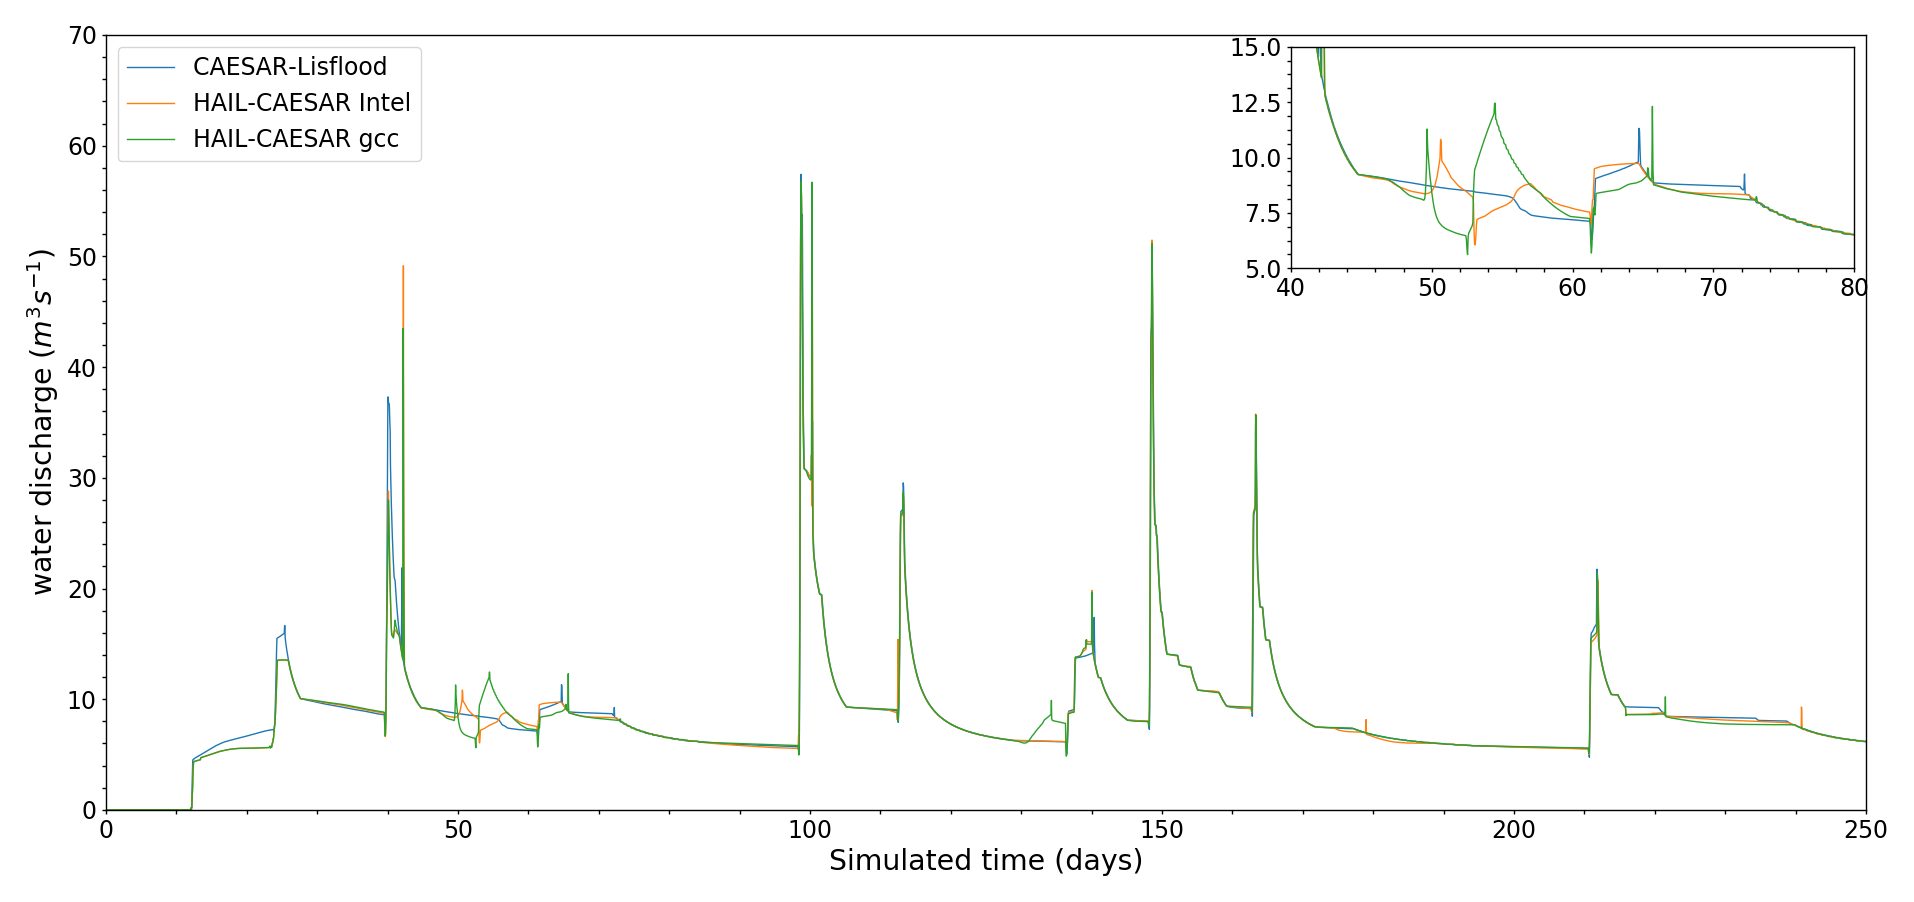 70
60
50
40
30
20
10
0
water discharge (m³s⁻¹)
CAESAR-Lisflood
HAIL-CAESAR Intel
HAIL-CAESAR gcc
15.0
12.5
10.0
7.5
5.0
40 50 60 70 80
0 50 100 150 200 250
Simulated time (days)